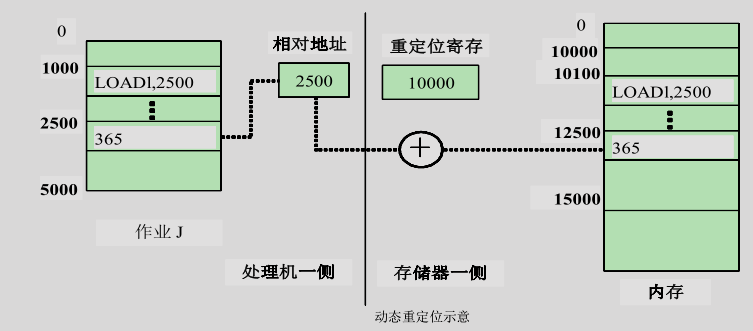 0
1000
LOADl,2500
2500
365
5000
作业 J
相对地址
2500
处理机一侧
重定位寄存
10000
+
存储器一侧
0
10000
10100
LOADl,2500
12500
365
15000
内存
动态重定位示意